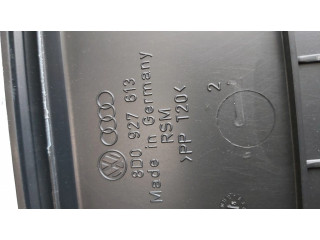 8D0 927 613
Made in Germany
RSM
>PP T20<
2